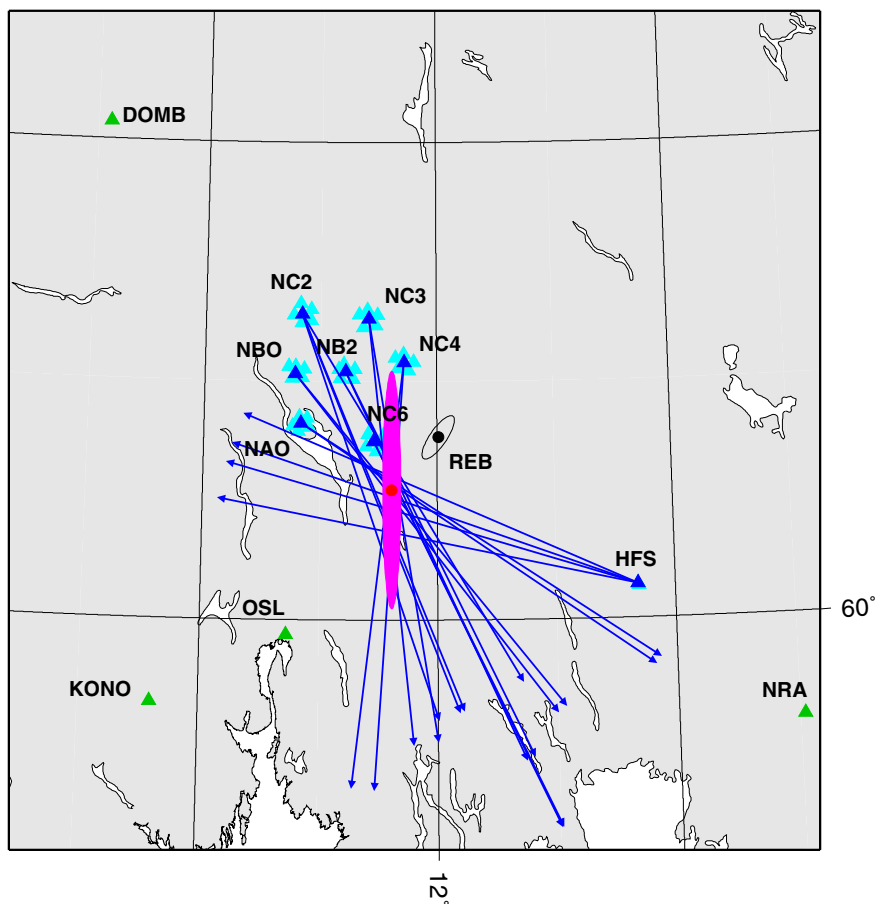 DOMB
NC2
NC3
NBO
NB2
NC4
NC6
NAO
REB
HFS
OSL
60°
KONO
NRA
12°